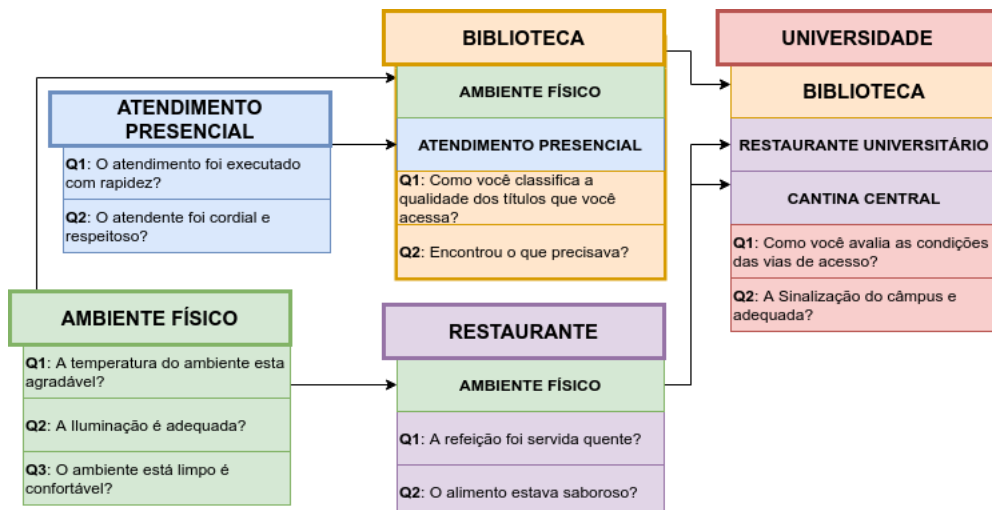 ATENDIMENTO
PRESENCIAL
Q1: O atendimento foi executado
com rapidez?
Q2: O atendente foi cordial e
respeitoso?
AMBIENTE FÍSICO
Q1: A temperatura do ambiente esta
agradável?
Q2: A Iluminação é adequada?
Q3: O ambiente está limpo é
confortável?
BIBLIOTECA
AMBIENTE FÍSICO
ATENDIMENTO PRESENCIAL
Q1: Como você classifica a
qualidade dos títulos que você
acessa?
Q2: Encontrou o que precisava?
RESTAURANTE
AMBIENTE FÍSICO
Q1: A refeição foi servida quente?
Q2: O alimento estava saboroso?
UNIVERSIDADE
BIBLIOTECA
RESTAURANTE UNIVERSITÁRIO
CANTINA CENTRAL
Q1: Como você avalia as condições
das vias de acesso?
Q2: A Sinalização do câmpus e
adequada?